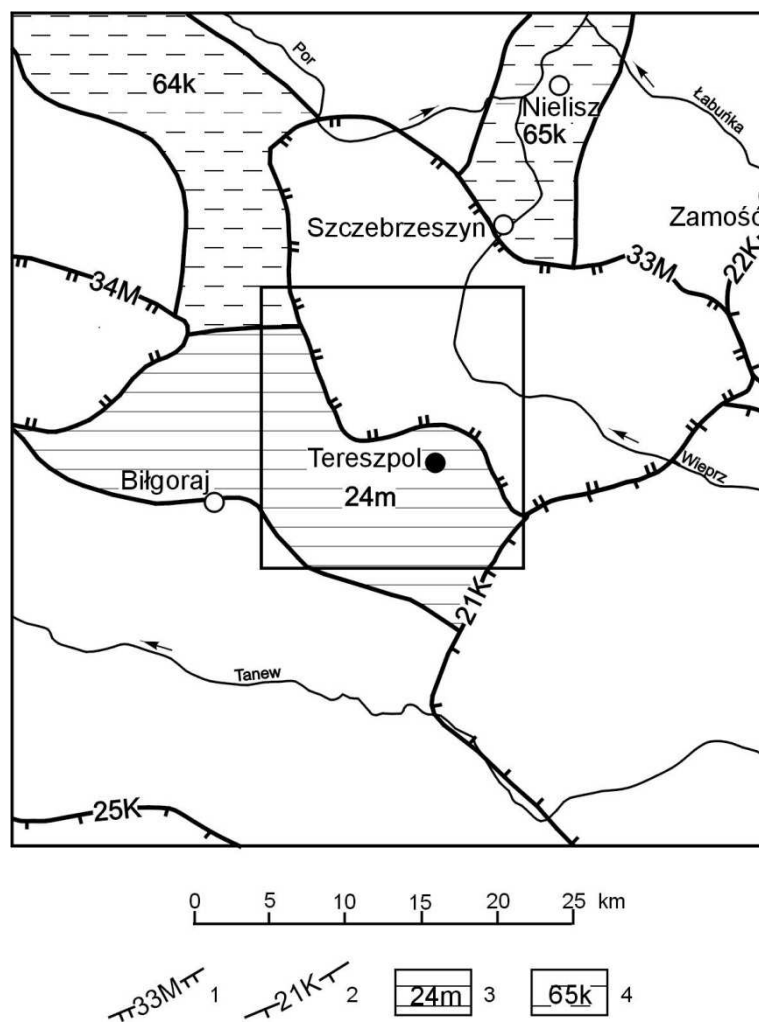 Por
64k
Nielisz
65k
Łabuńka
Szczebrzeszyn
Zamość
33M
22K
34M
Tereszpol
Biłgoraj
24m
Wieprz
21K
Tanew
25K
0 5 10 15 20 25 km
33M 1 21K 2 24m 3 65k 4